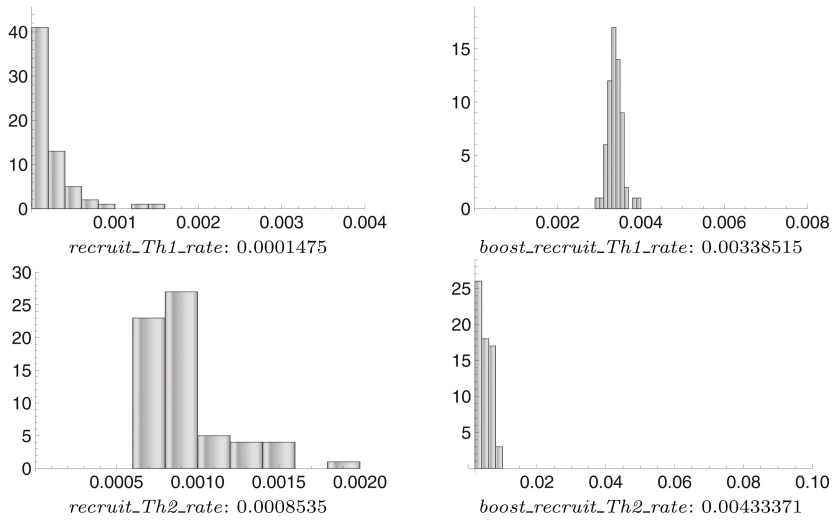 40
30
20
10
0
0.001 0.002 0.003 0.004
recruit_Th1_rate: 0.0001475
15
10
5
0
0.002 0.004 0.006 0.008
boost_recruit_Th1_rate: 0.00338515
30
25
20
15
10
5
0
0.0005 0.0010 0.0015 0.0020
recruit_Th2_rate: 0.0008535
25
20
15
10
5
0.02 0.04 0.06 0.08 0.10
boost_recruit_Th2_rate: 0.00433371